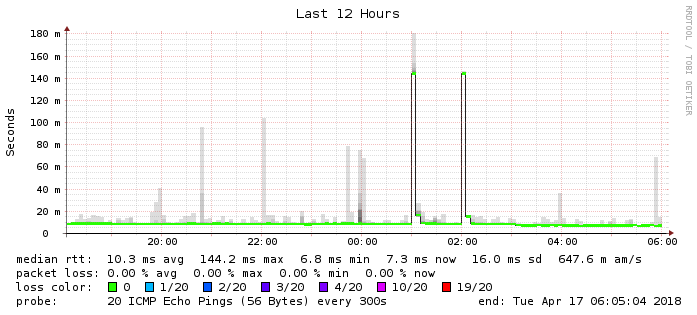 Last 12 Hours
RRDTOOL / TOBI OETIKER
Seconds
180 m
160 m
140 m
120 m
100 m
80 m
60 m
40 m
20 m
0
20:00 22:00 00:00 02:00 04:00 06:00
median rtt: 10.3 ms avg 144.2 ms max 6.8 ms min 7.3 ms now 16.0 ms sd 647.6 m am/s
packet loss: 0.00 % avg 0.00 % max 0.00 % min 0.00 % now
loss color: 0 1/20 2/20 3/20 4/20 10/20 19/20
probe: 20 ICMP Echo Pings (56 Bytes) every 300s end: Tue Apr 17 06:05:04 2018